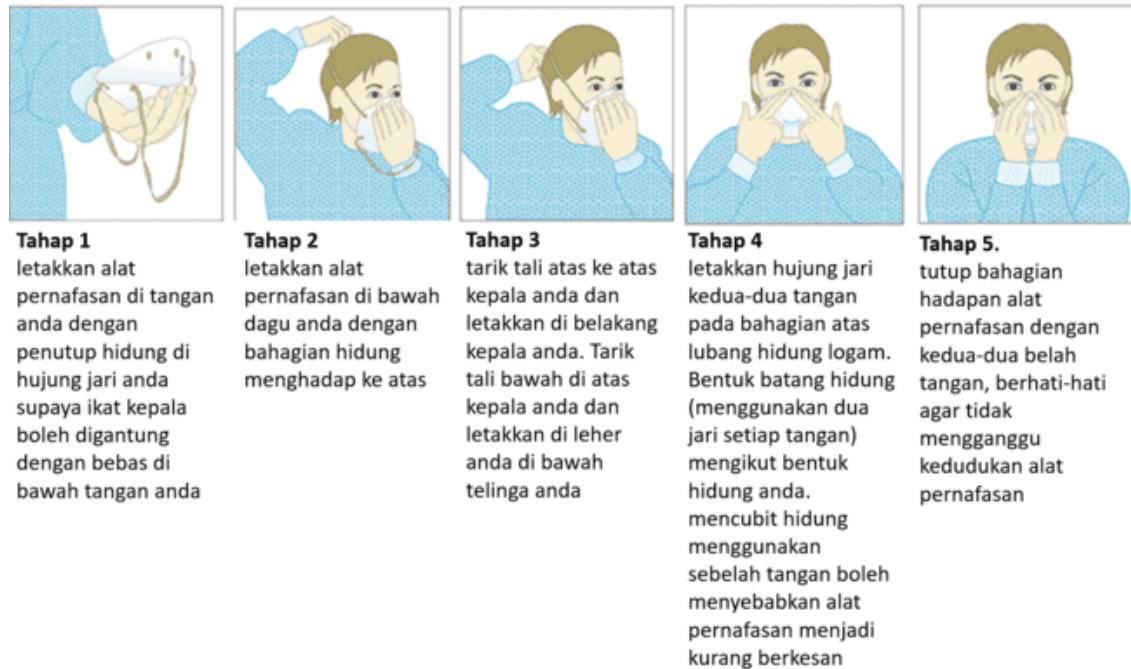 Tahap 1
letakkan alat
pernafasan di tangan
anda dengan
penutup hidung di
hujung jari anda
supaya ikat kepala
boleh digantung
dengan bebas di
bawah tangan anda
Tahap 2
letakkan alat
pernafasan di bawah
dagu anda dengan
bahagian hidung
menghadap ke atas
Tahap 3
tarik tali atas ke atas
kepala anda dan
letakkan di belakang
kepala anda. Tarik
tali bawah di atas
kepala anda dan
letakkan di leher
anda di bawah
telinga anda
Tahap 4
letakkan hujung jari
kedua-dua tangan
pada bahagian atas
lubang hidung logam.
Bentuk batang hidung
(menggunakan dua
jari setiap tangan)
mengikut bentuk
hidung anda.
mencubit hidung
menggunakan
sebelah tangan boleh
menyebabkan alat
pernafasan menjadi
kurang berkesan
Tahap 5.
tutup bahagian
hadapan alat
pernafasan dengan
kedua-dua belah
tangan, berhati-hati
agar tidak
mengganggu
kedudukan alat
pernafasan